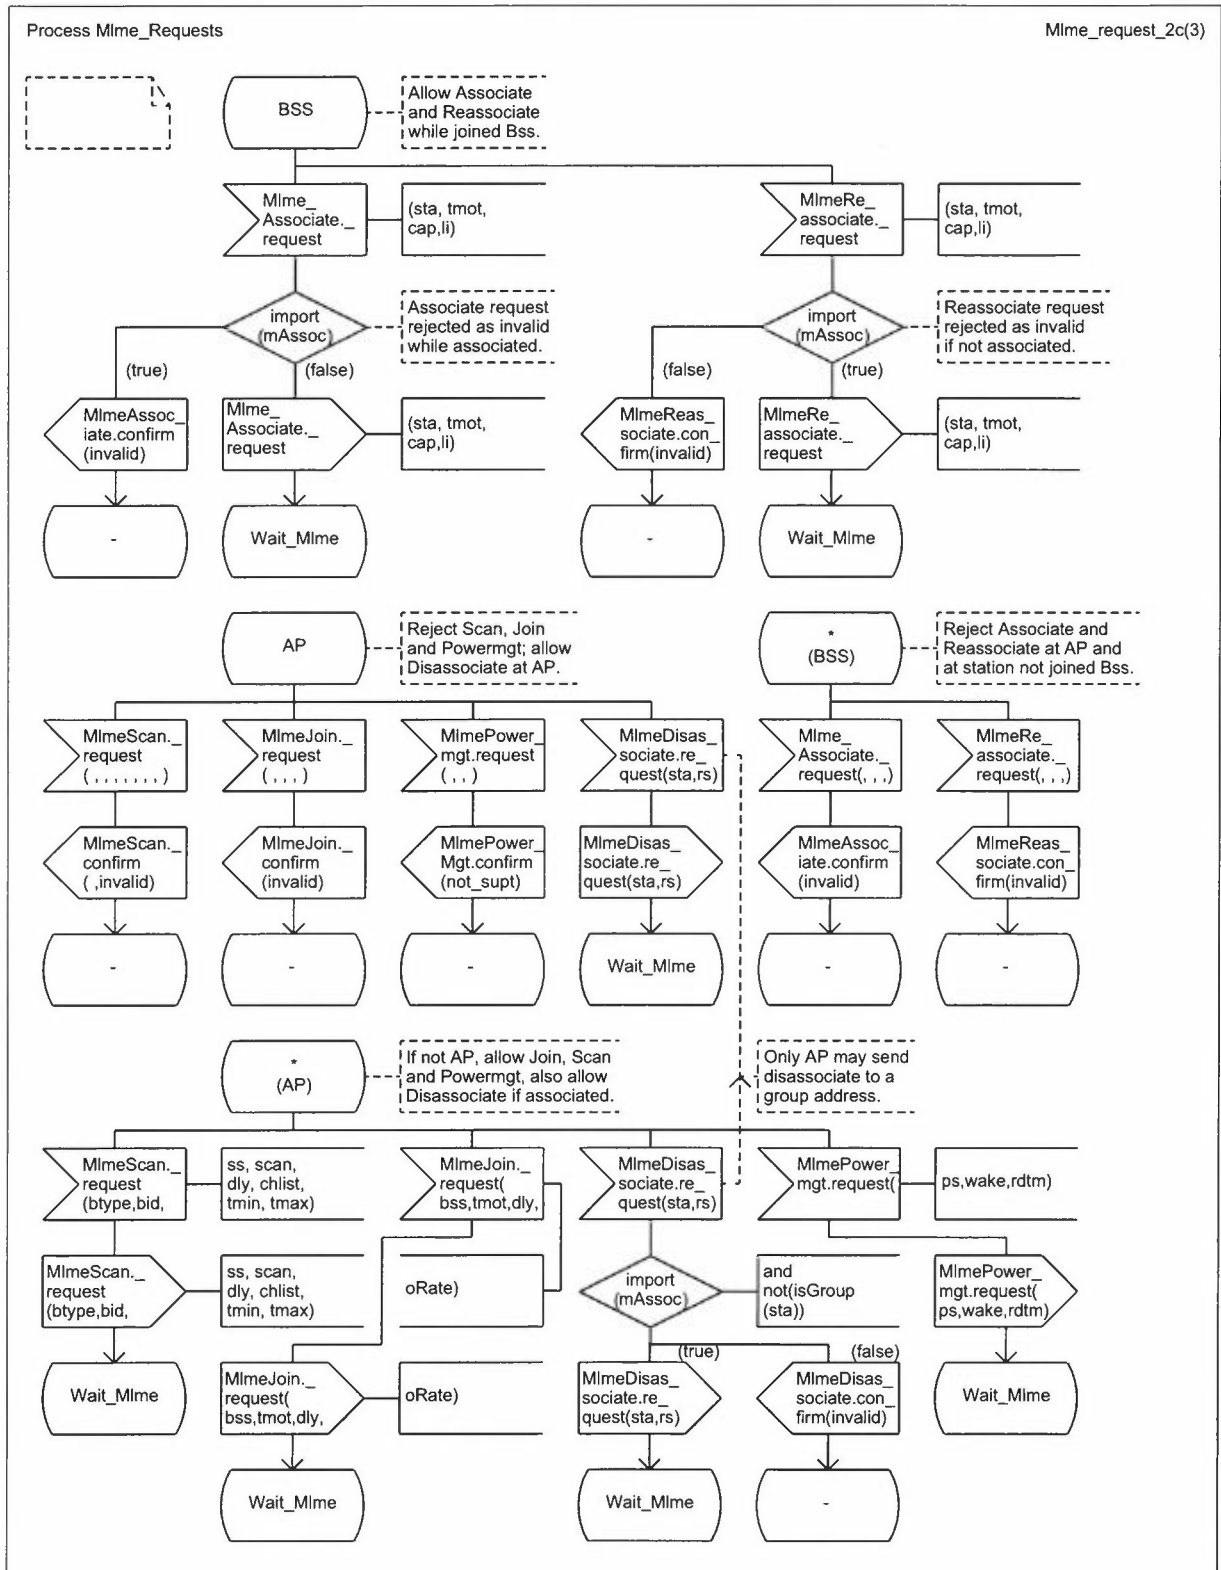 Process Mlme_Requests
Mlme_request_2c(3)
BSS
Allow Associate
and Reassociate
while joined Bss.
Mlme_
Associate._
request
(sta, tmot,
cap,li)
MlmeRe_
associate._
request
(sta, tmot,
cap,li)
import
(mAssoc)
Associate request
rejected as invalid
while associated.
import
(mAssoc)
Reassociate request
rejected as invalid
if not associated.
(true)
(false)
(false)
(true)
MlmeAssoc_
iate.confirm
(invalid)
Mlme_
Associate._
request
(sta, tmot,
cap,li)
MlmeReas_
sociate.con_
firm(invalid)
MlmeRe_
associate._
request
(sta, tmot,
cap,li)
-
Wait_Mlme
-
Wait_Mlme
AP
Reject Scan, Join
and Powermgt; allow
Disassociate at AP.
*
(BSS)
Reject Associate and
Reassociate at AP and
at station not joined Bss.
MlmeScan._
request
( , , , , , , , )
MlmeJoin._
request
( , , , )
MlmePower_
mgt.request
( , , )
MlmeDisas_
sociate.re_
quest(sta,rs)
Mlme_
Associate._
request(, , , )
MlmeRe_
associate._
request(, , , )
MlmeScan._
confirm
( ,invalid)
MlmeJoin._
confirm
(invalid)
MlmePower_
Mgt.confirm
(not_supt)
MlmeDisas_
sociate.re_
quest(sta,rs)
MlmeAssoc_
iate.confirm
(invalid)
MlmeReas_
sociate.con_
firm(invalid)
-
-
-
Wait_Mlme
-
-
*
(AP)
If not AP, allow Join, Scan
and Powermgt, also allow
Disassociate if associated.
Only AP may send
disassociate to a
group address.
MlmeScan._
request
(btype,bid,
ss, scan,
dly, chlist,
tmin, tmax)
MlmeJoin._
request(
bss,tmot,dly,
MlmeDisas_
sociate.re_
quest(sta,rs)
MlmePower_
mgt.request(
ps,wake,rdtm)
MlmeScan._
request
(btype,bid,
ss, scan,
dly, chlist,
tmin, tmax)
oRate)
import
(mAssoc)
and
not(isGroup
(sta))
MlmePower_
mgt.request(
ps,wake,rdtm)
(true)
(false)
Wait_Mlme
MlmeJoin._
request(
bss,tmot,dly,
oRate)
MlmeDisas_
sociate.re_
quest(sta,rs)
MlmeDisas_
sociate.con_
firm(invalid)
Wait_Mlme
Wait_Mlme
Wait_Mlme
-